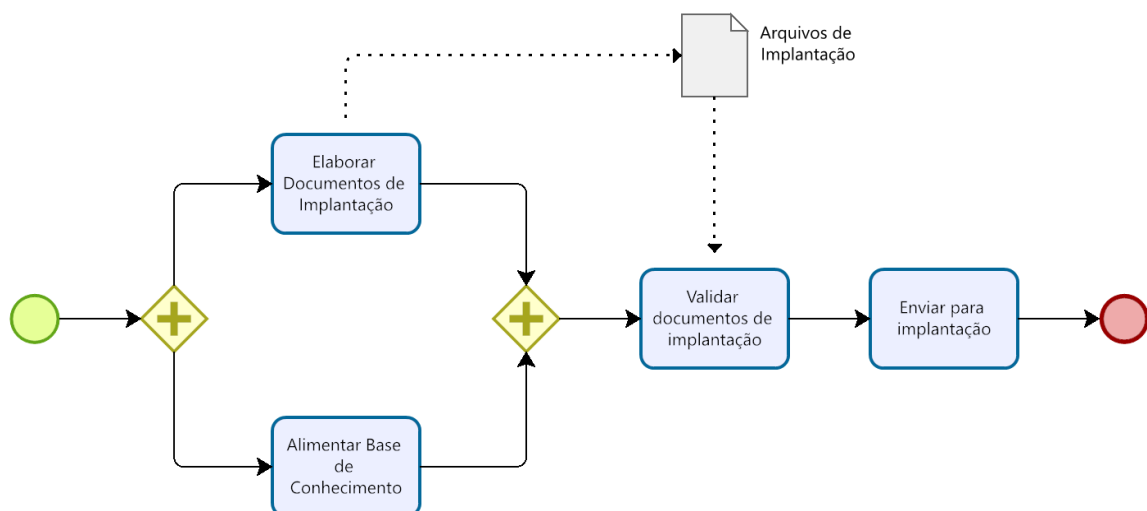 Arquivos de
Implantação
Elaborar
Documentos de
Implantação
Validar
documentos de
implantação
Enviar para
implantação
Alimentar Base
de
Conhecimento